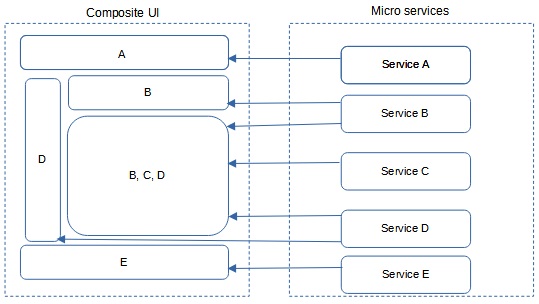 Composite UI
Micro services
A
Service A
B
Service B
D
B, C, D
Service C
Service D
E
Service E